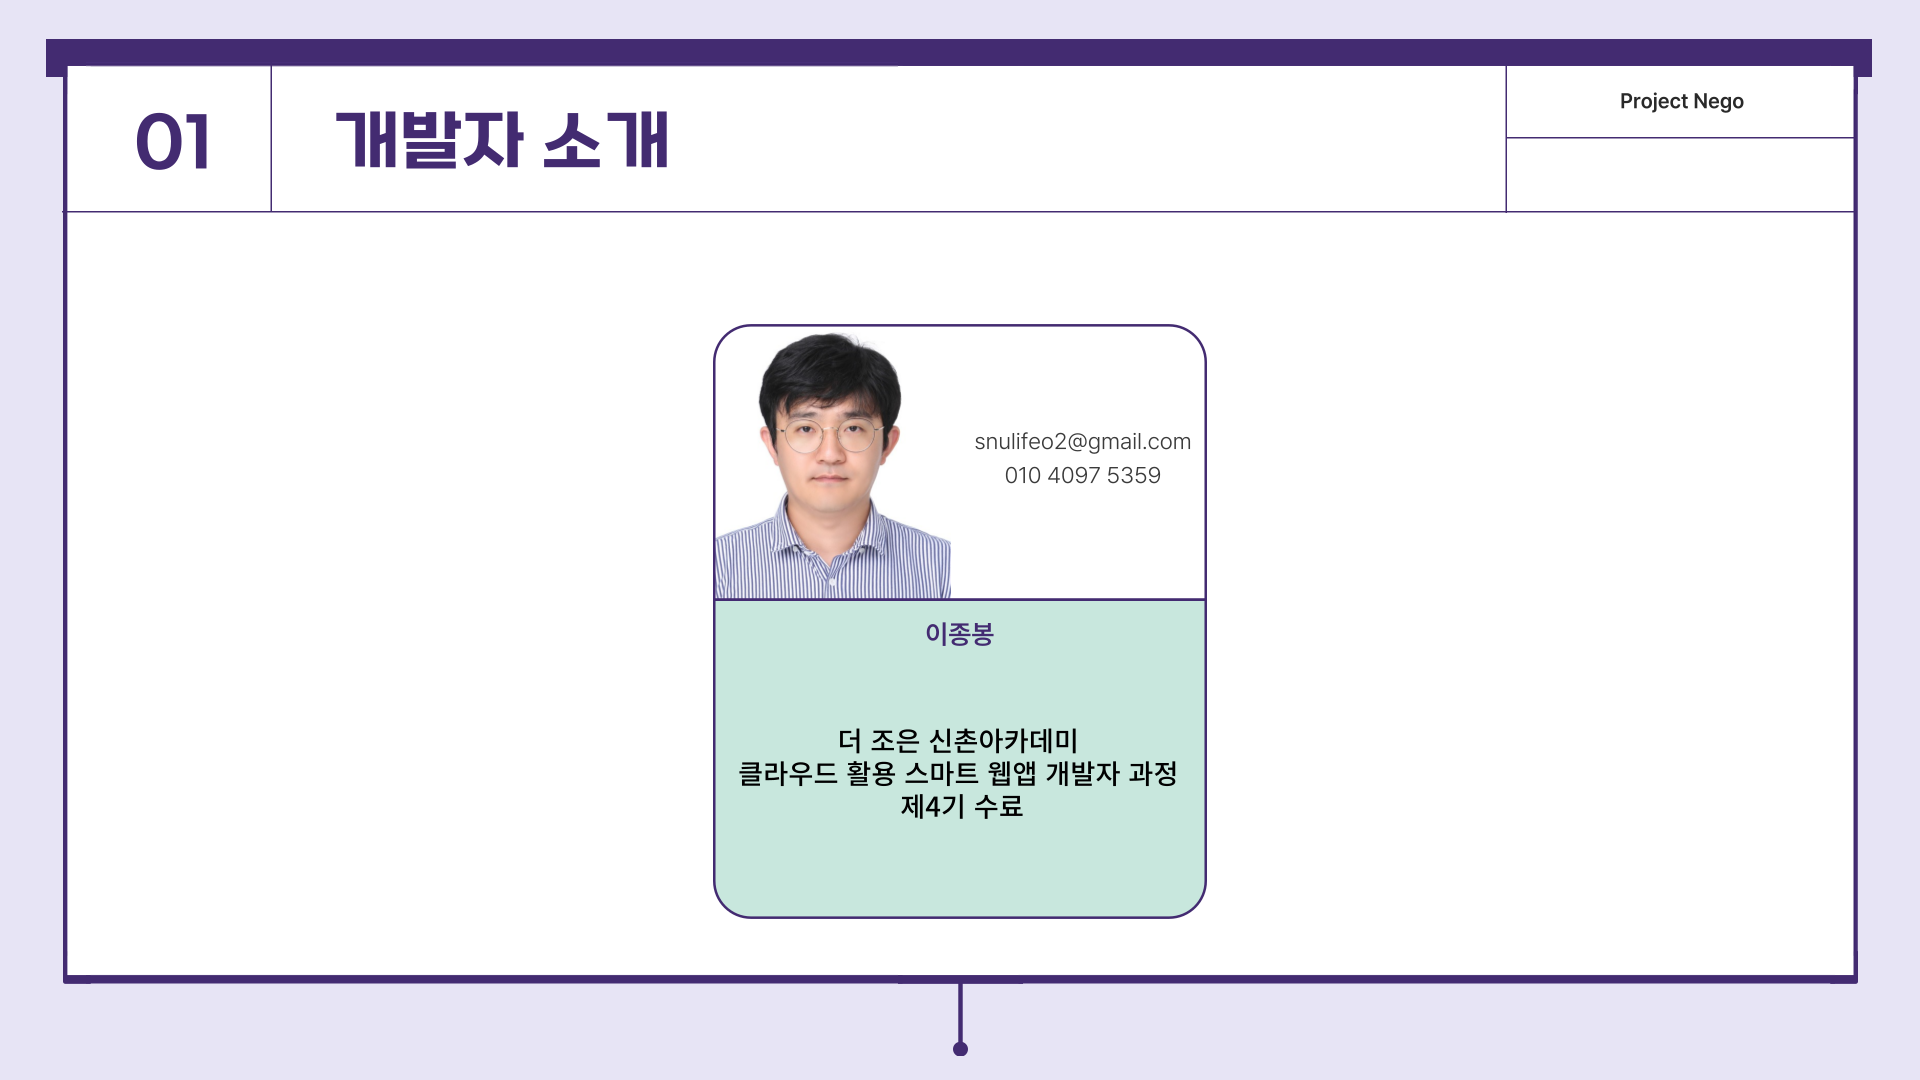 01
개발자 소개
Project Nego
snulifeo2@gmail.com
010 4097 5359
이종봉
더 조은 신촌아카데미
클라우드 활용 스마트 웹앱 개발자 과정
제4기 수료